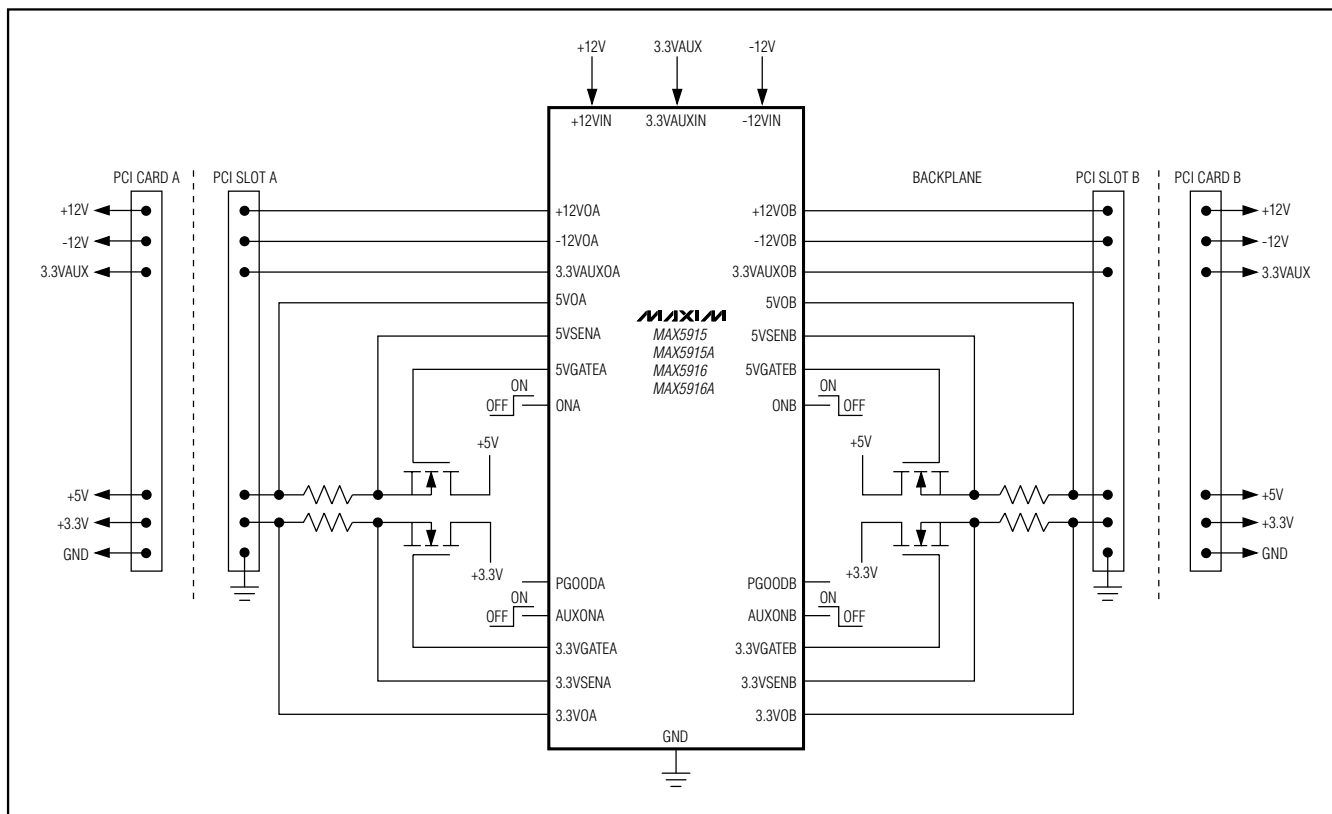 +12V 3.3VAUX -12V
+12VIN 3.3VAUXIN -12VIN
PCI CARD A PCI SLOT A BACKPLANE PCI SLOT B PCI CARD B
+12V +12VOA +12VOB +12V
-12V -12VOA -12VOB -12V
3.3VAUX 3.3VAUXOA 3.3VAUXOB 3.3VAUX
5VOA 5VOB
MAXIM
5VSENA MAX5915 5VSENB
MAX5915A
5VGATEA MAX5916 5VGATEB
MAX5916A
ON ON
OFF ONA ONB OFF
+5V +5V
+5V +5V
+3.3V +3.3V
GND GND
+3.3V +3.3V
PGOODA PGOODB
ON ON
OFF AUXONA AUXONB OFF
3.3VGATEA 3.3VGATEB
3.3VSENA 3.3VSENB
3.3VOA 3.3VOB
GND